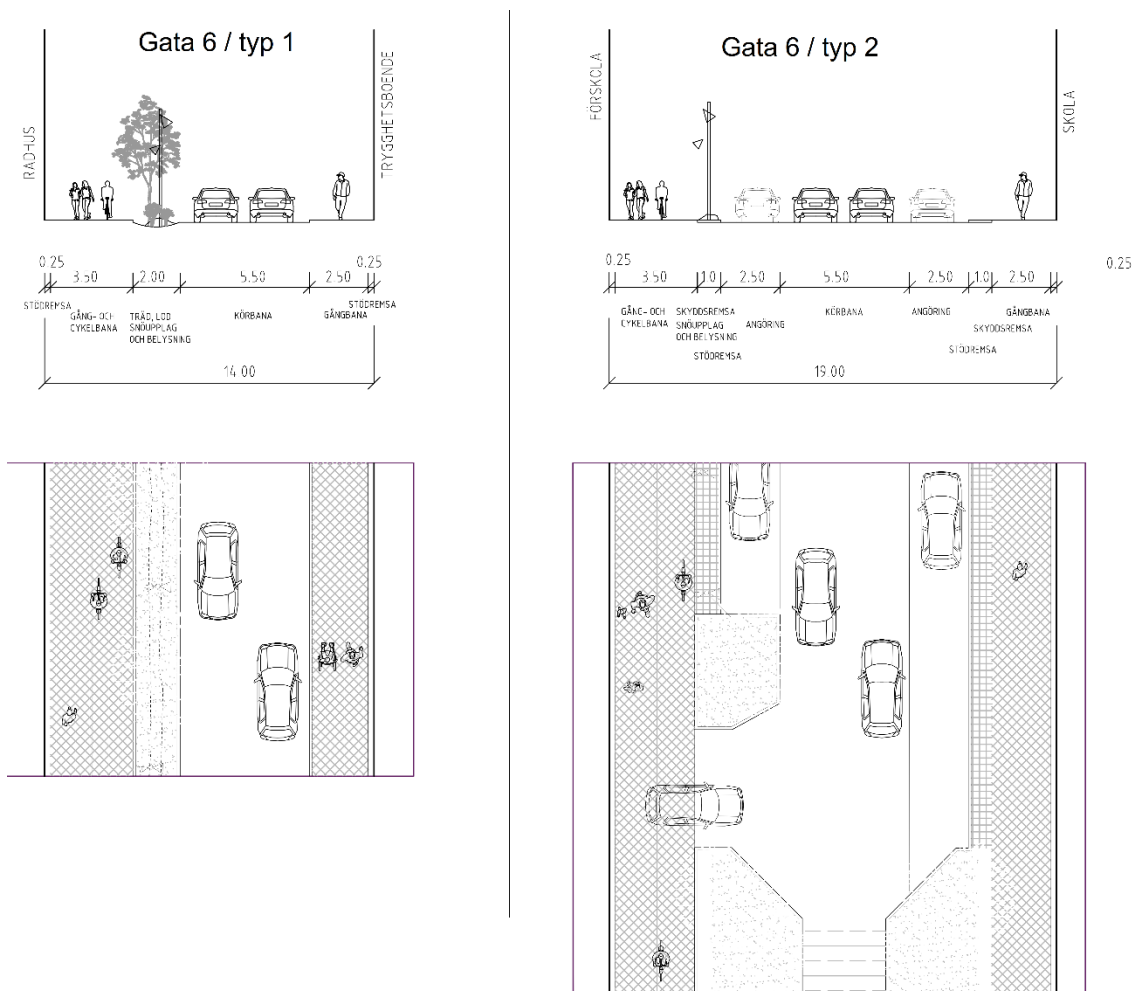 Gata 6 / typ 1
RADHUS
TRYGGHETSBOENDE
0.25
3.50
2.00
5.50
2.50
0.25
STÖDREMSA
GÅNG- OCH
CYKELBANA
TRÄD, LOD
SNÖUPPLAG
OCH BELYSNING
KÖRBANA
STÖDREMSA
GÅNGBANA
14.00
Gata 6 / typ 2
FÖRSKOLA
SKOLA
0.25
3.50
1.0
2.50
5.50
2.50
1.0
2.50
0.25
GÅNG- OCH
CYKELBANA
SKYDDSREMSA
SNÖUPPLAG
OCH BELYSNING
STÖDREMSA
ANGÖRING
KÖRBANA
ANGÖRING
GÅNGBANA
SKYDDSREMSA
STÖDREMSA
19.00